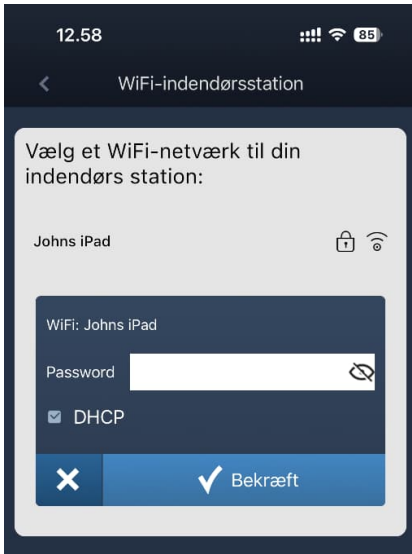 12.58
85
WiFi-indendørsstation
Vælg et WiFi-netværk til din
indendørs station:
Johns iPad
WiFi: Johns iPad
Password
DHCP
Bekræft